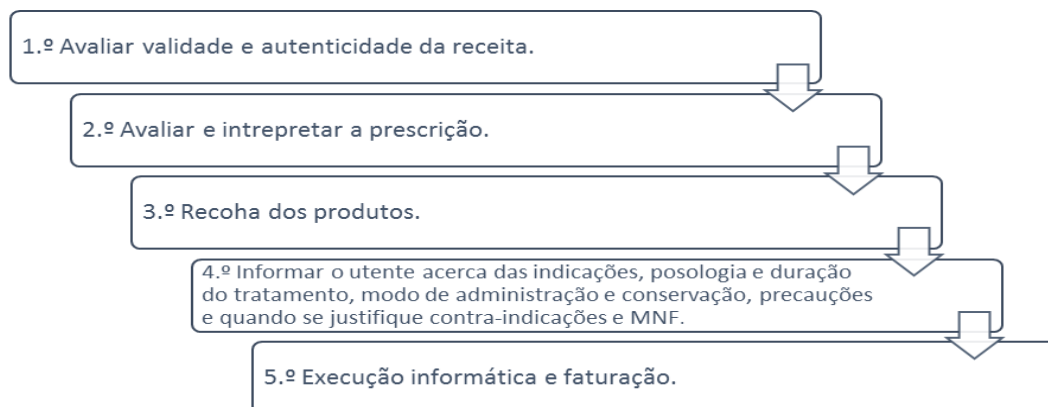 1.º Avaliar validade e autenticidade da receita.
2.º Avaliar e intrepretar a prescrição.
3.º Recoha dos produtos.
4.º Informar o utente acerca das indicações, posologia e duração
do tratamento, modo de administração e conservação, precauções
e quando se justifique contra-indicações e MNF.
5.º Execução informática e faturação.